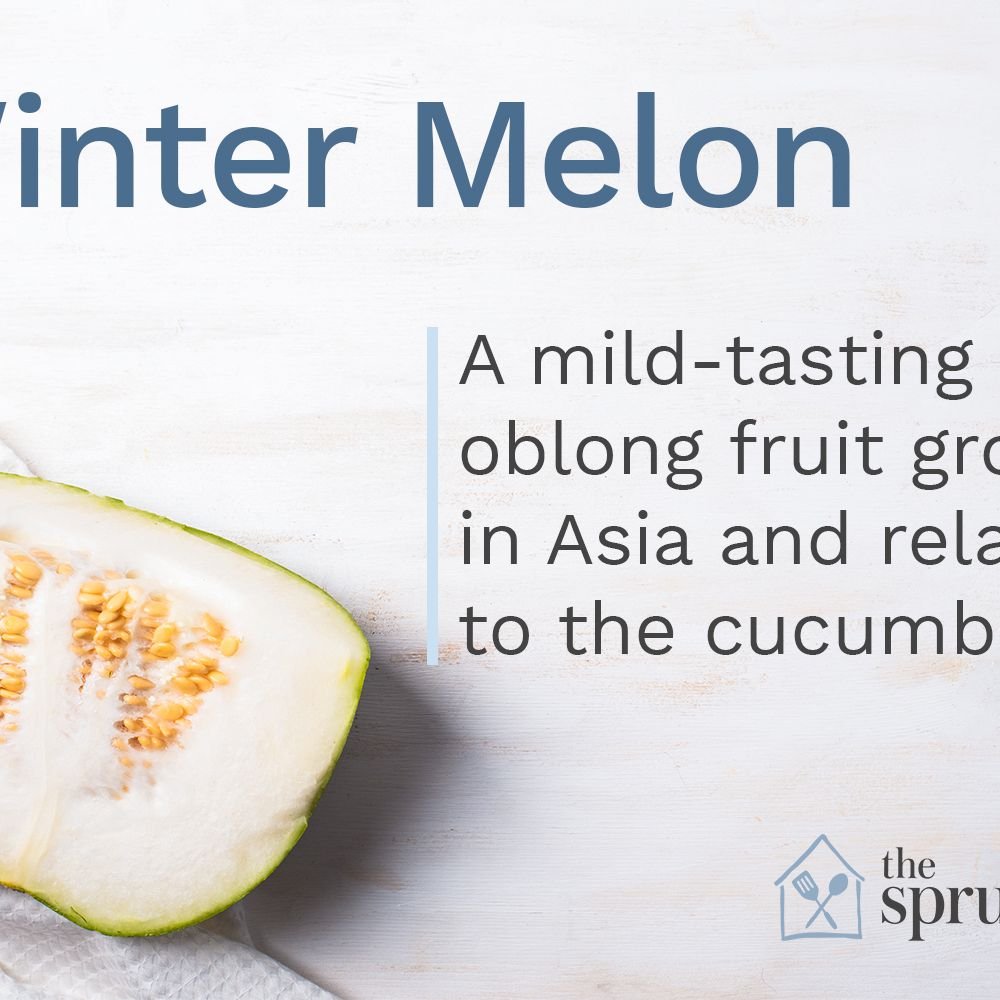 inter Melon
A mild-tasting
oblong fruit gro
in Asia and rela
to the cucumb
the
spru